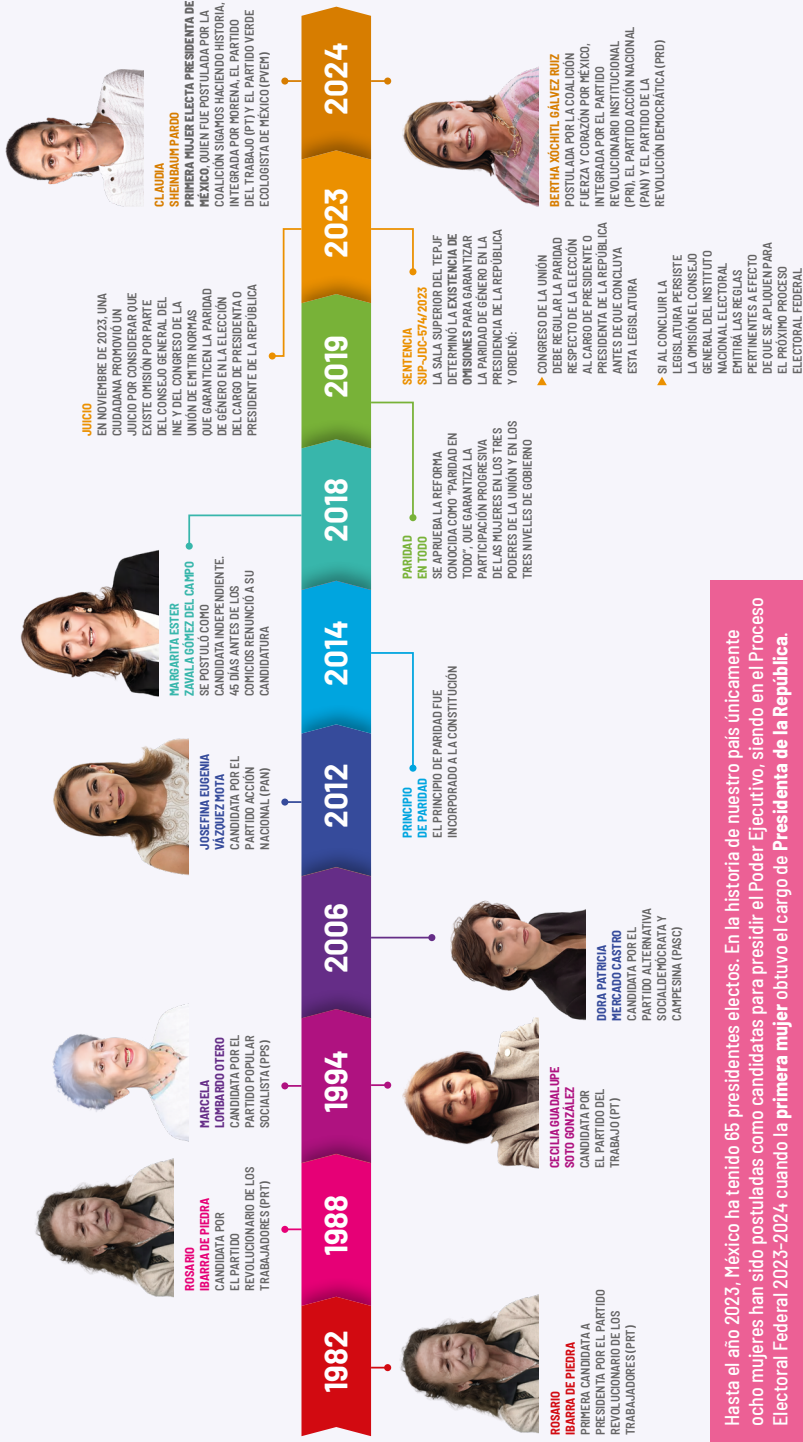 1982
1988
1994
2006
2012
2014
2018
2019
2023
2024
ROSARIO
IBARRA DE PIEDRA
PRIMERA CANDIDATA A
PRESIDENTA POR EL PARTIDO
REVOLUCIONARIO DE LOS
TRABAJADORES (PRT)
ROSARIO
IBARRA DE PIEDRA
CANDIDATA POR
EL PARTIDO
REVOLUCIONARIO DE LOS
TRABAJADORES (PRT)
MARCELA
LOMBARDO OTERO
CANDIDATA POR EL
PARTIDO POPULAR
SOCIALISTA (PPS)
CECILIA GUADALUPE
SOTO GONZÁLEZ
CANDIDATA POR
EL PARTIDO DEL
TRABAJO (PT)
DORA PATRICIA
MERCADO CASTRO
CANDIDATA POR EL
PARTIDO ALTERNATIVA
SOCIALDEMÓCRATA Y
CAMPESINA (PASC)
JOSEFINA EUGENIA
VÁZQUEZ MOTA
CANDIDATA POR EL
PARTIDO ACCIÓN
NACIONAL (PAN)
PRINCIPIO
DE PARIDAD
EL PRINCIPIO DE PARIDAD FUE
INCORPORADO A LA CONSTITUCIÓN
MARGARITA ESTER
ZAVALA GÓMEZ DEL CAMPO
SE POSTULÓ COMO
CANDIDATA INDEPENDIENTE.
45 DÍAS ANTES DE LOS
COMICIOS RENUNCIÓ A SU
CANDIDATURA
PARIDAD
EN TODO
SE APRUEBA LA REFORMA
CONOCIDA COMO "PARIDAD EN
TODO", QUE GARANTIZA LA
PARTICIPACIÓN PROGRESIVA
DE LAS MUJERES EN LOS TRES
PODERES DE LA UNIÓN Y EN LOS
TRES NIVELES DE GOBIERNO
JUICIO
EN NOVIEMBRE DE 2023, UNA
CIUDADANA PROMOVIÓ UN
JUICIO POR CONSIDERAR QUE
EXISTE OMISIÓN POR PARTE
DEL CONSEJO GENERAL DEL
INE Y DEL CONGRESO DE LA
UNIÓN DE EMITIR NORMAS
QUE GARANTICEN LA PARIDAD
DE GÉNERO EN LA ELECCIÓN
DEL CARGO DE PRESIDENTA O
PRESIDENTE DE LA REPÚBLICA
SENTENCIA
SUP-JDC-574/2023
LA SALA SUPERIOR DEL TEPJF
DETERMINÓ LA EXISTENCIA DE
OMISIONES PARA GARANTIZAR
LA PARIDAD DE GÉNERO EN LA
PRESIDENCIA DE LA REPÚBLICA
Y ORDENÓ:
CONGRESO DE LA UNIÓN
DEBE REGULAR LA PARIDAD
RESPECTO DE LA ELECCIÓN
AL CARGO DE PRESIDENTE O
PRESIDENTA DE LA REPÚBLICA
ANTES DE QUE CONCLUYA
ESTA LEGISLATURA
SI AL CONCLUIR LA
LEGISLATURA PERSISTE
LA OMISIÓN EL CONSEJO
GENERAL DEL INSTITUTO
NACIONAL ELECTORAL
EMITIRÁ LAS REGLAS
PERTINENTES A EFECTO
DE QUE SE APLIQUEN PARA
EL PRÓXIMO PROCESO
ELECTORAL FEDERAL
CLAUDIA
SHEINBAUM PARDO
PRIMERA MUJER ELECTA PRESIDENTA DE
MÉXICO, QUIEN FUE POSTULADA POR LA
COALICIÓN SIGAMOS HACIENDO HISTORIA,
INTEGRADA POR MORENA, EL PARTIDO
DEL TRABAJO (PT) Y EL PARTIDO VERDE
ECOLOGISTA DE MÉXICO (PVEM)
BERTHA XÓCHITL GÁLVEZ RUIZ
POSTULADA POR LA COALICIÓN
FUERZA Y CORAZÓN POR MÉXICO,
INTEGRADA POR EL PARTIDO
REVOLUCIONARIO INSTITUCIONAL
(PRI), EL PARTIDO ACCIÓN NACIONAL
(PAN) Y EL PARTIDO DE LA
REVOLUCIÓN DEMOCRÁTICA (PRD)
Hasta el año 2023, México ha tenido 65 presidentes electos. En la historia de nuestro país únicamente
ocho mujeres han sido postuladas como candidatas para presidir el Poder Ejecutivo, siendo en el Proceso
Electoral Federal 2023-2024 cuando la primera mujer obtuvo el cargo de Presidenta de la República.